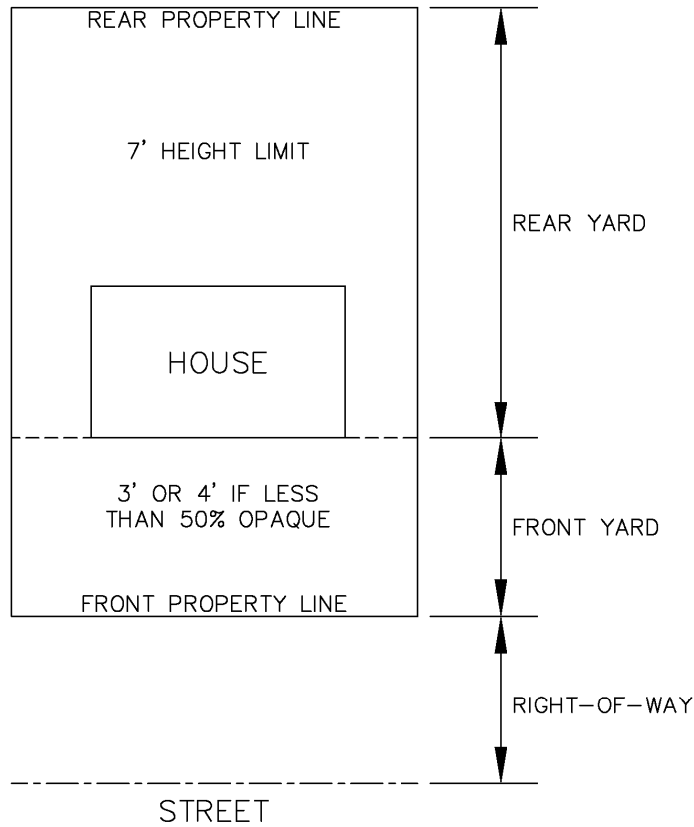 REAR PROPERTY LINE
7' HEIGHT LIMIT
REAR YARD
HOUSE
3' OR 4' IF LESS
THAN 50% OPAQUE
FRONT YARD
FRONT PROPERTY LINE
RIGHT-OF-WAY
STREET